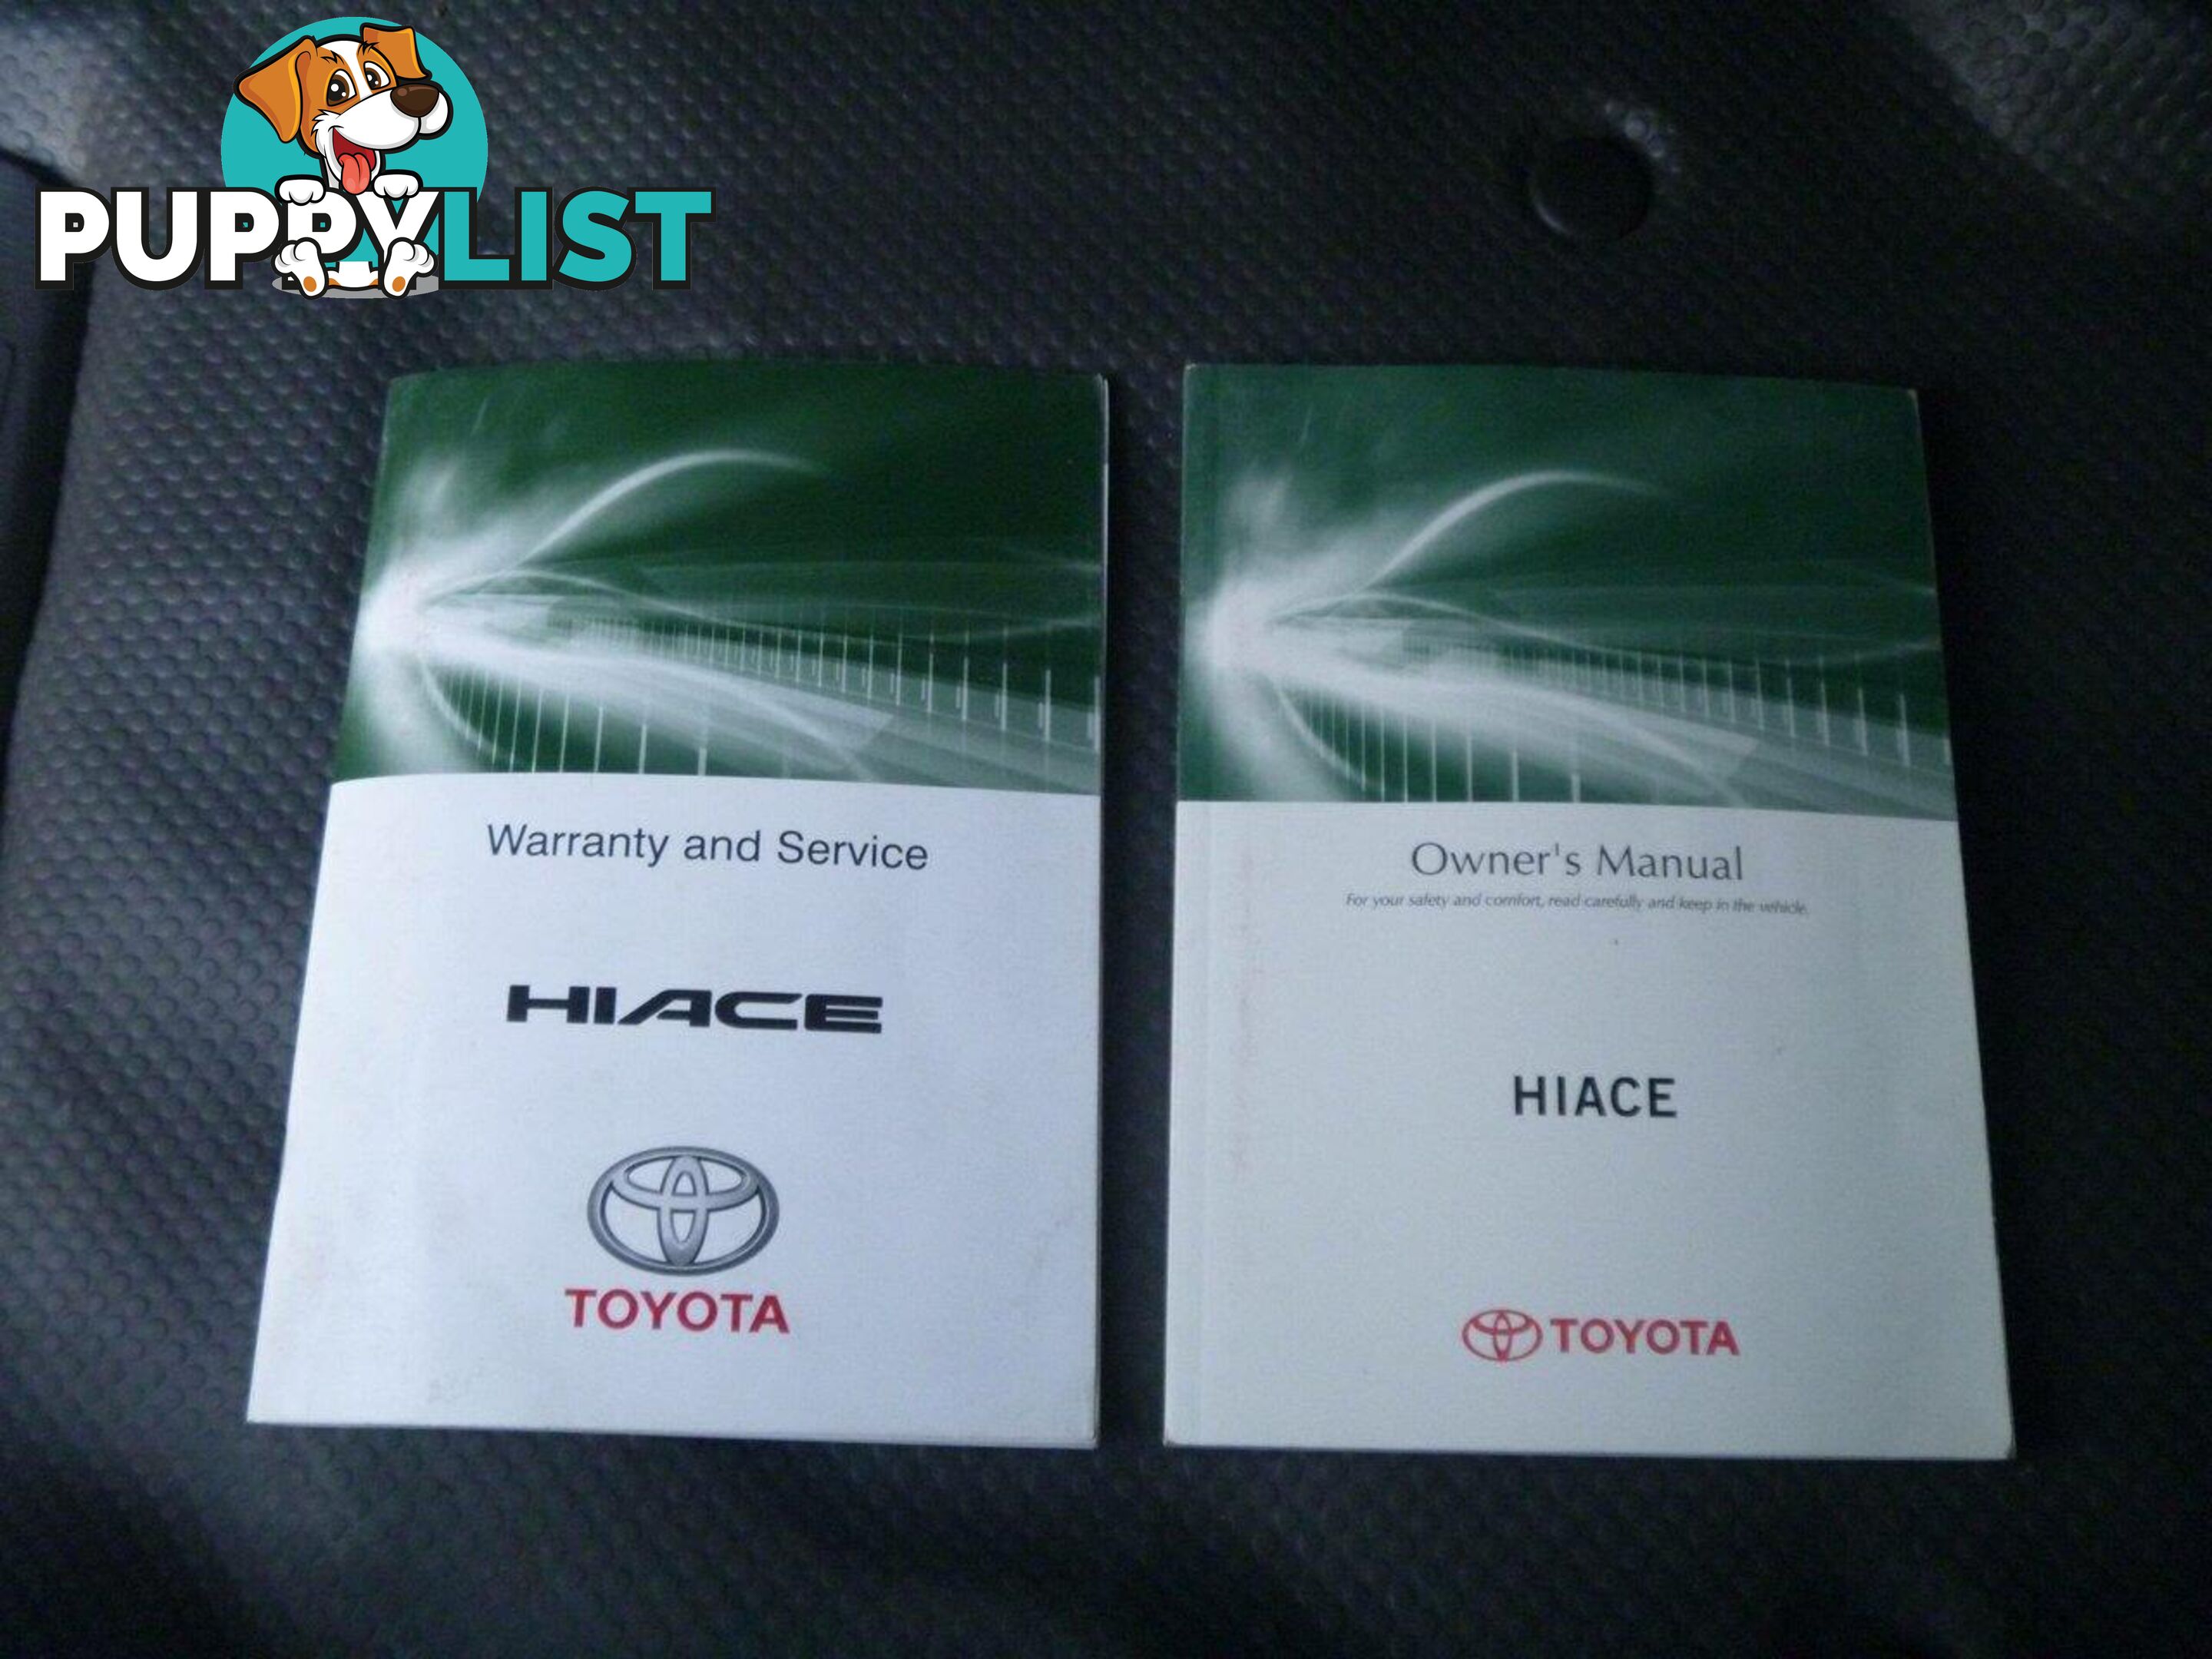 PUPPYLIST
Warranty and Service
HIACE
TOYOTA
Owner's Manual
For your safety and comfort, read carefully and keep in the vehicle.
HIACE
TOYOTA